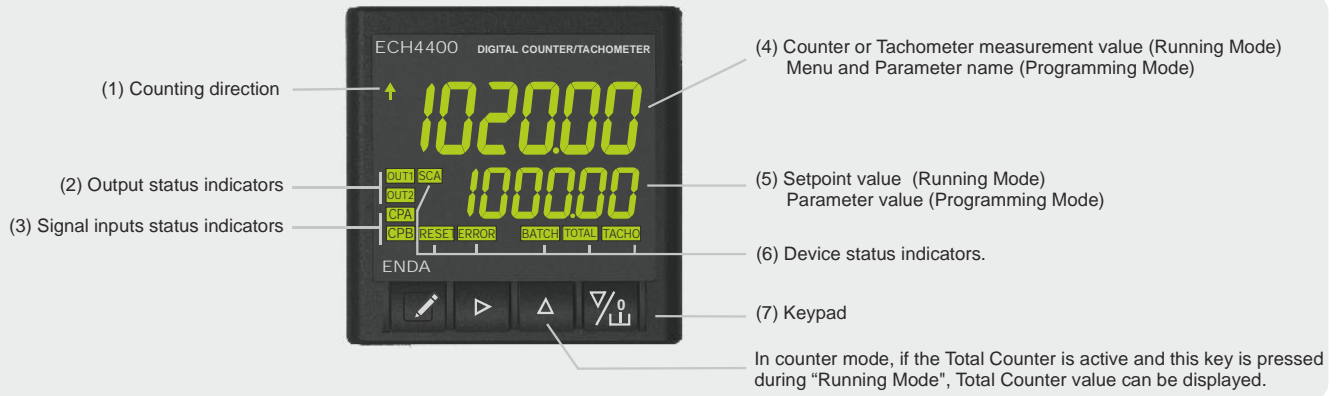 ECH4400 DIGITAL COUNTER/TACHOMETER
(1) Counting direction
1020.00
(4) Counter or Tachometer measurement value (Running Mode)
Menu and Parameter name (Programming Mode)
(2) Output status indicators
OUT1 SCA
OUT2
1000.00
(5) Setpoint value (Running Mode)
Parameter value (Programming Mode)
(3) Signal inputs status indicators
CPA
CPB RESET ERROR BATCH TOTAL TACHO
(6) Device status indicators.
ENDA
0
(7) Keypad
In counter mode, if the Total Counter is active and this key is pressed
during “Running Mode", Total Counter value can be displayed.